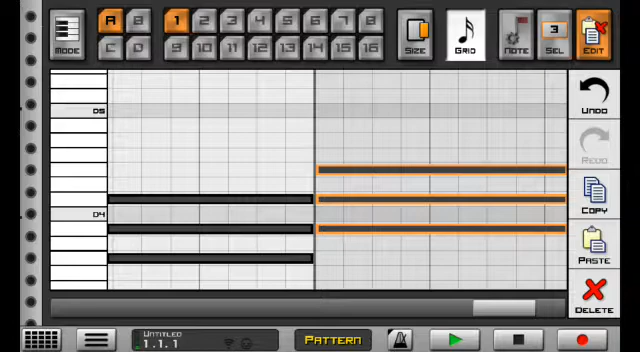 MODE
A B 1 2 3 4 5 6 7 8
C D 9 10 11 12 13 14 15 16
SIZE GRID NOTE 3 SEL EDIT
D5
D4
UNDO
REDO
COPY
PASTE
DELETE
UNTITLED
1.1.1
PATTERN